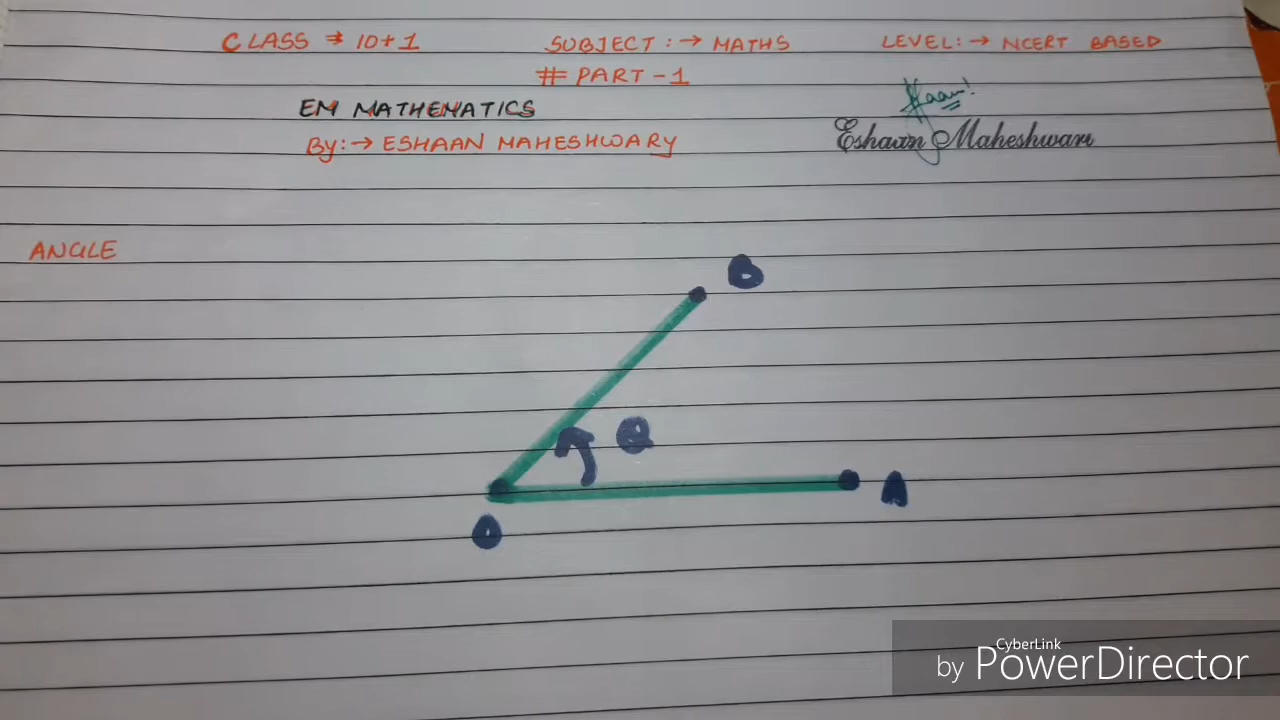 CLASS → 10+1 SUBJECT :→ MATHS LEVEL:→ NCERT BASED
# PART-1
EM MATHEMATICS
By:→ ESHAAN MAHESHWARY Eshaan Maheshwari
ANGLE
B
θ
A
O
CyberLink
by PowerDirector